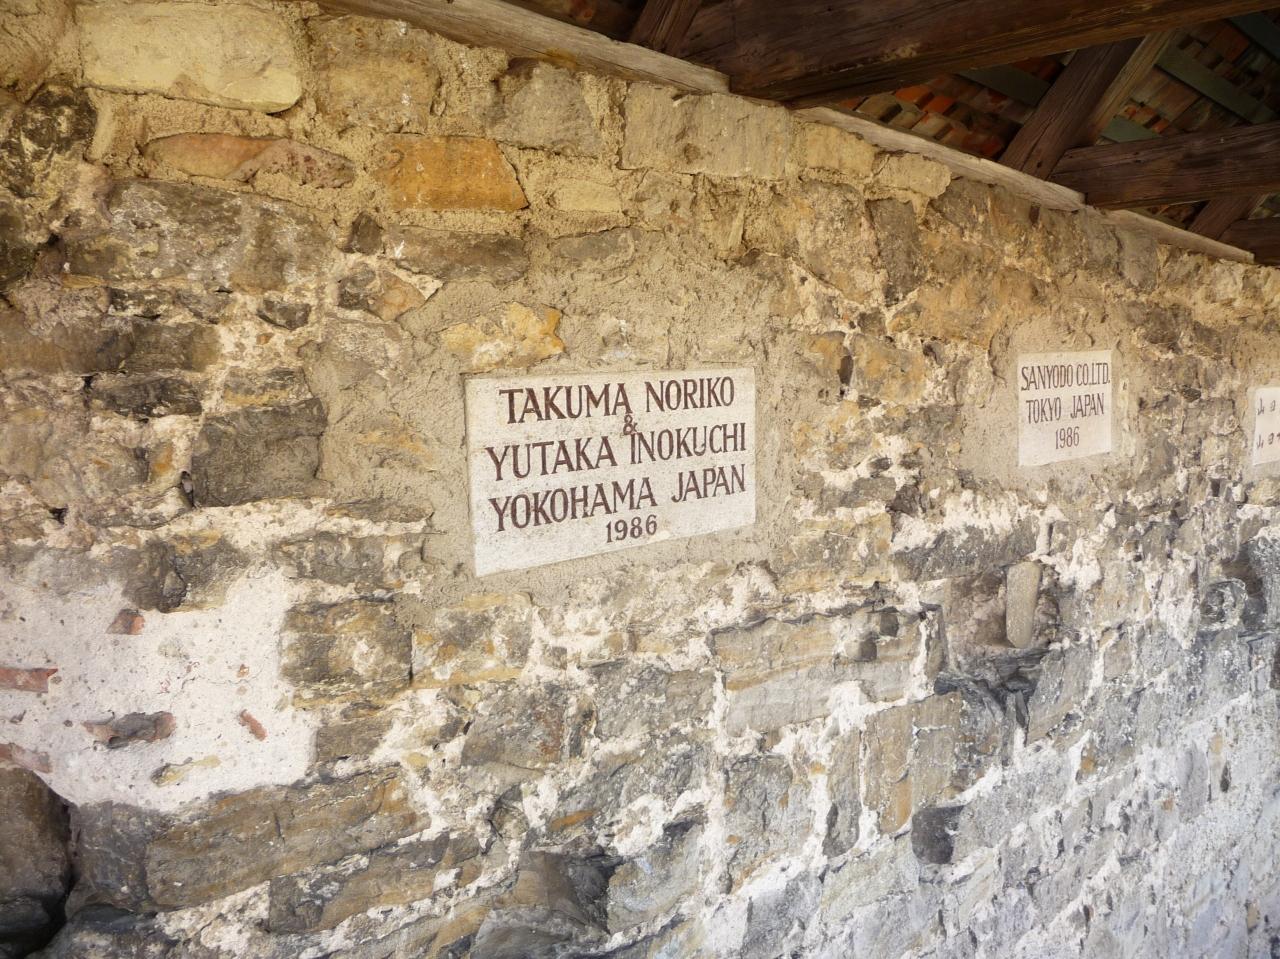 TAKUMA NORIKO
&
YUTAKA INOKUCHI
YOKOHAMA JAPAN
1986
SANYODO CO.LTD.
TOKYO JAPAN
1986